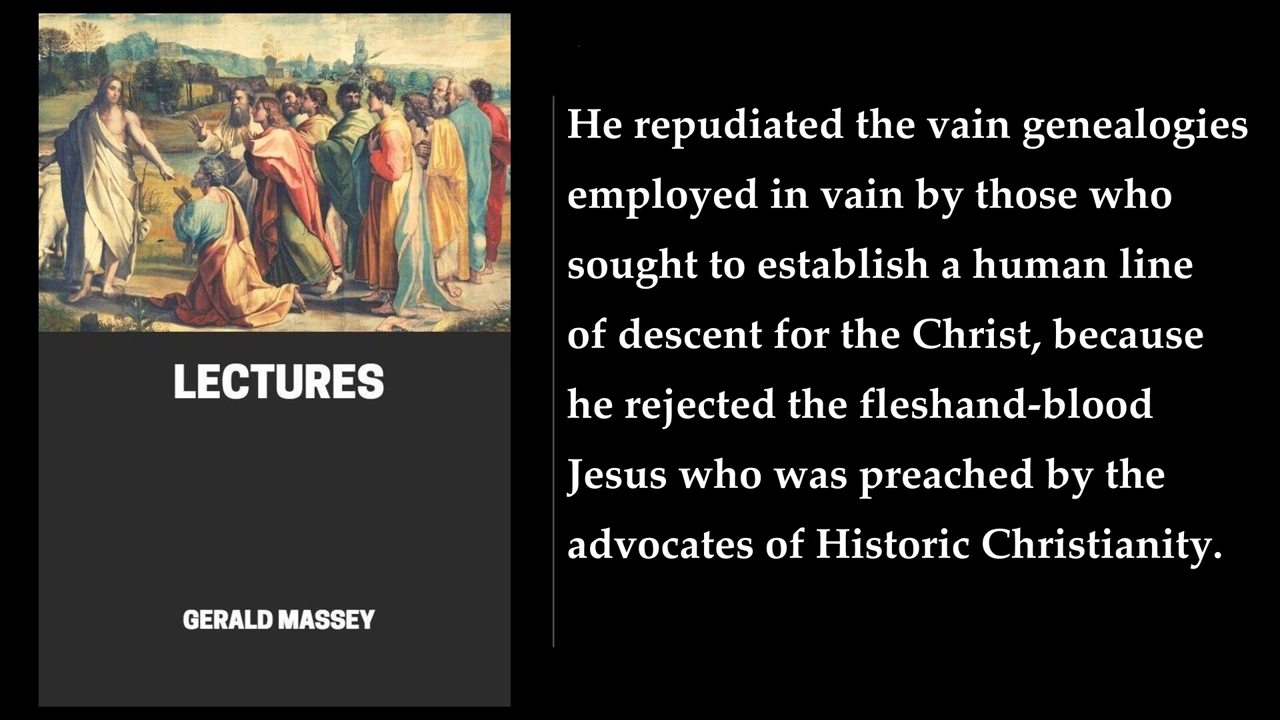 LECTURES
GERALD MASSEY
He repudiated the vain genealogies
employed in vain by those who
sought to establish a human line
of descent for the Christ, because
he rejected the fleshand-blood
Jesus who was preached by the
advocates of Historic Christianity.